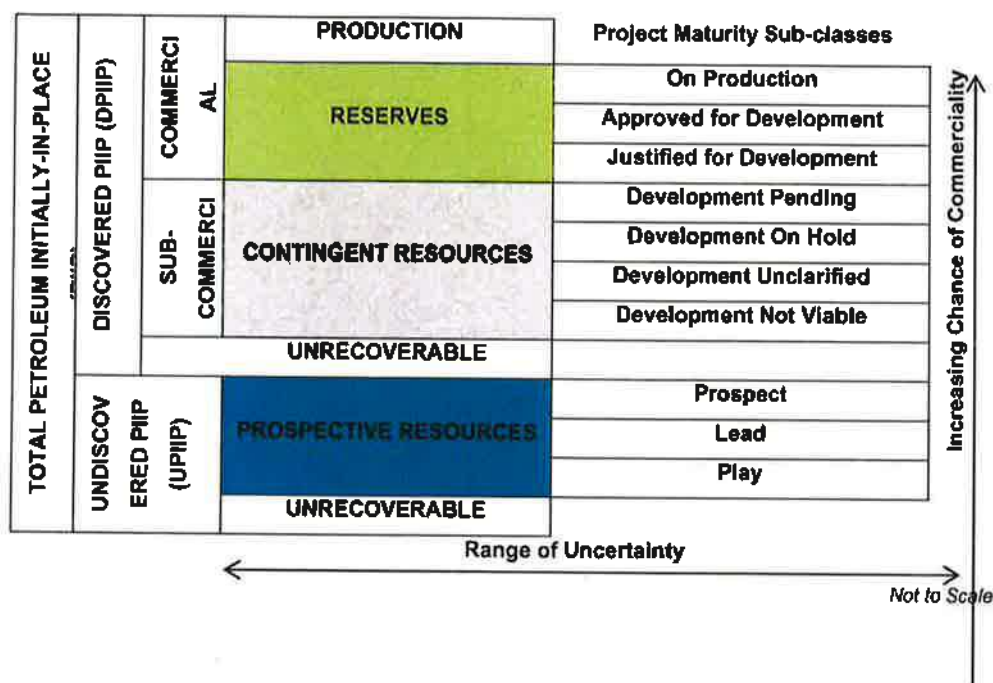 TOTAL PETROLEUM INITIALLY-IN-PLACE
DISCOVERED PIIP (DPIIP)
COMMERCI
AL
SUB-
COMMERCI
UNDISCOV
ERED PIIP
(UPIIP)
PRODUCTION
RESERVES
CONTINGENT RESOURCES
UNRECOVERABLE
PROSPECTIVE RESOURCES
UNRECOVERABLE
Project Maturity Sub-classes
On Production
Approved for Development
Justified for Development
Development Pending
Development On Hold
Development Unclarified
Development Not Viable
Prospect
Lead
Play
Increasing Chance of Commerciality
Range of Uncertainty
Not to Scale